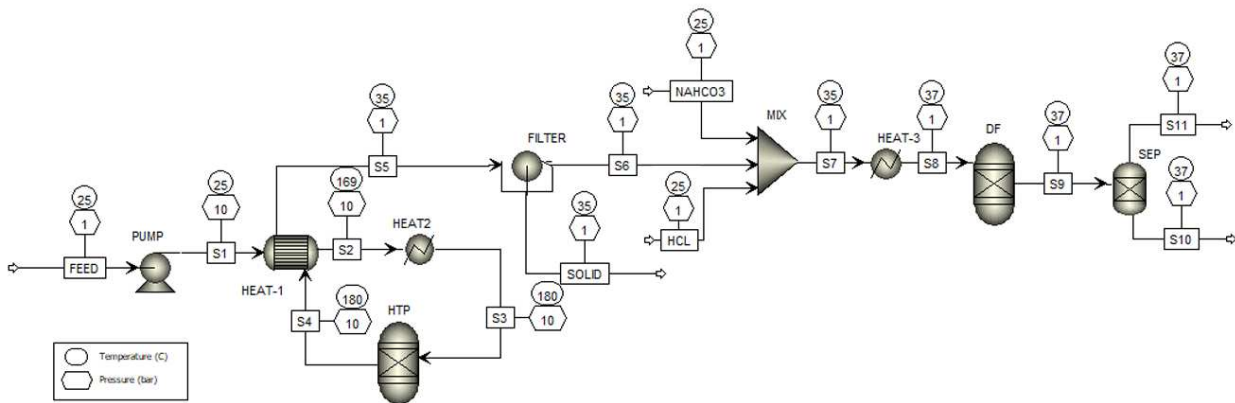 25
1
PUMP
FEED
25
10
S1
HEAT-1
35
1
S5
169
10
S2
HEAT2
180
10
S4
HTP
S3
180
10
FILTER
35
1
SOLID
35
1
S6
25
1
NAHCO3
25
1
HCL
MIX
35
1
S7
HEAT-3
37
1
S8
DF
37
1
S9
SEP
37
1
S11
37
1
S10
Temperature (C)
Pressure (bar)